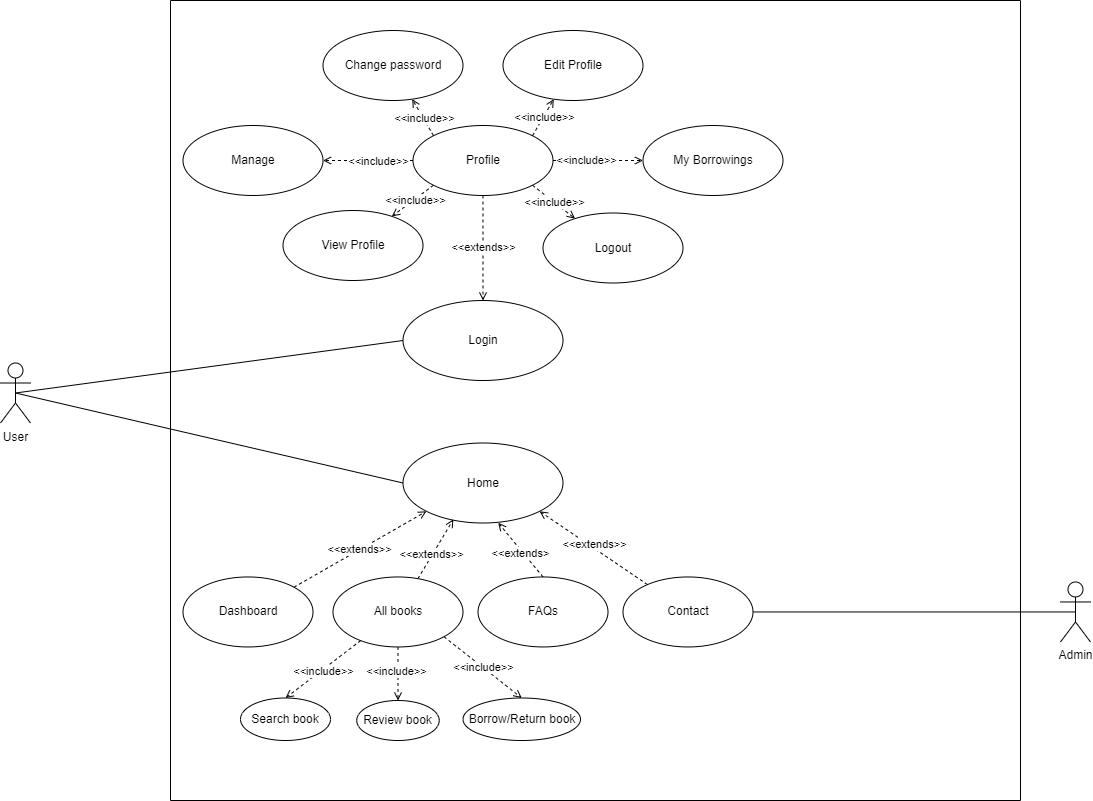 Change password
Edit Profile
<<include>>
<<include>>
Manage
<<include>>
Profile
<<include>>
My Borrowings
<<include>>
<<include>>
View Profile
<<extends>>
Logout
Login
User
Home
<<extends>>
<<extends>>
<<extends>
<<extends>>
Dashboard
All books
FAQs
Contact
Admin
<<include>>
<<include>>
<<include>>
Search book
Review book
Borrow/Return book